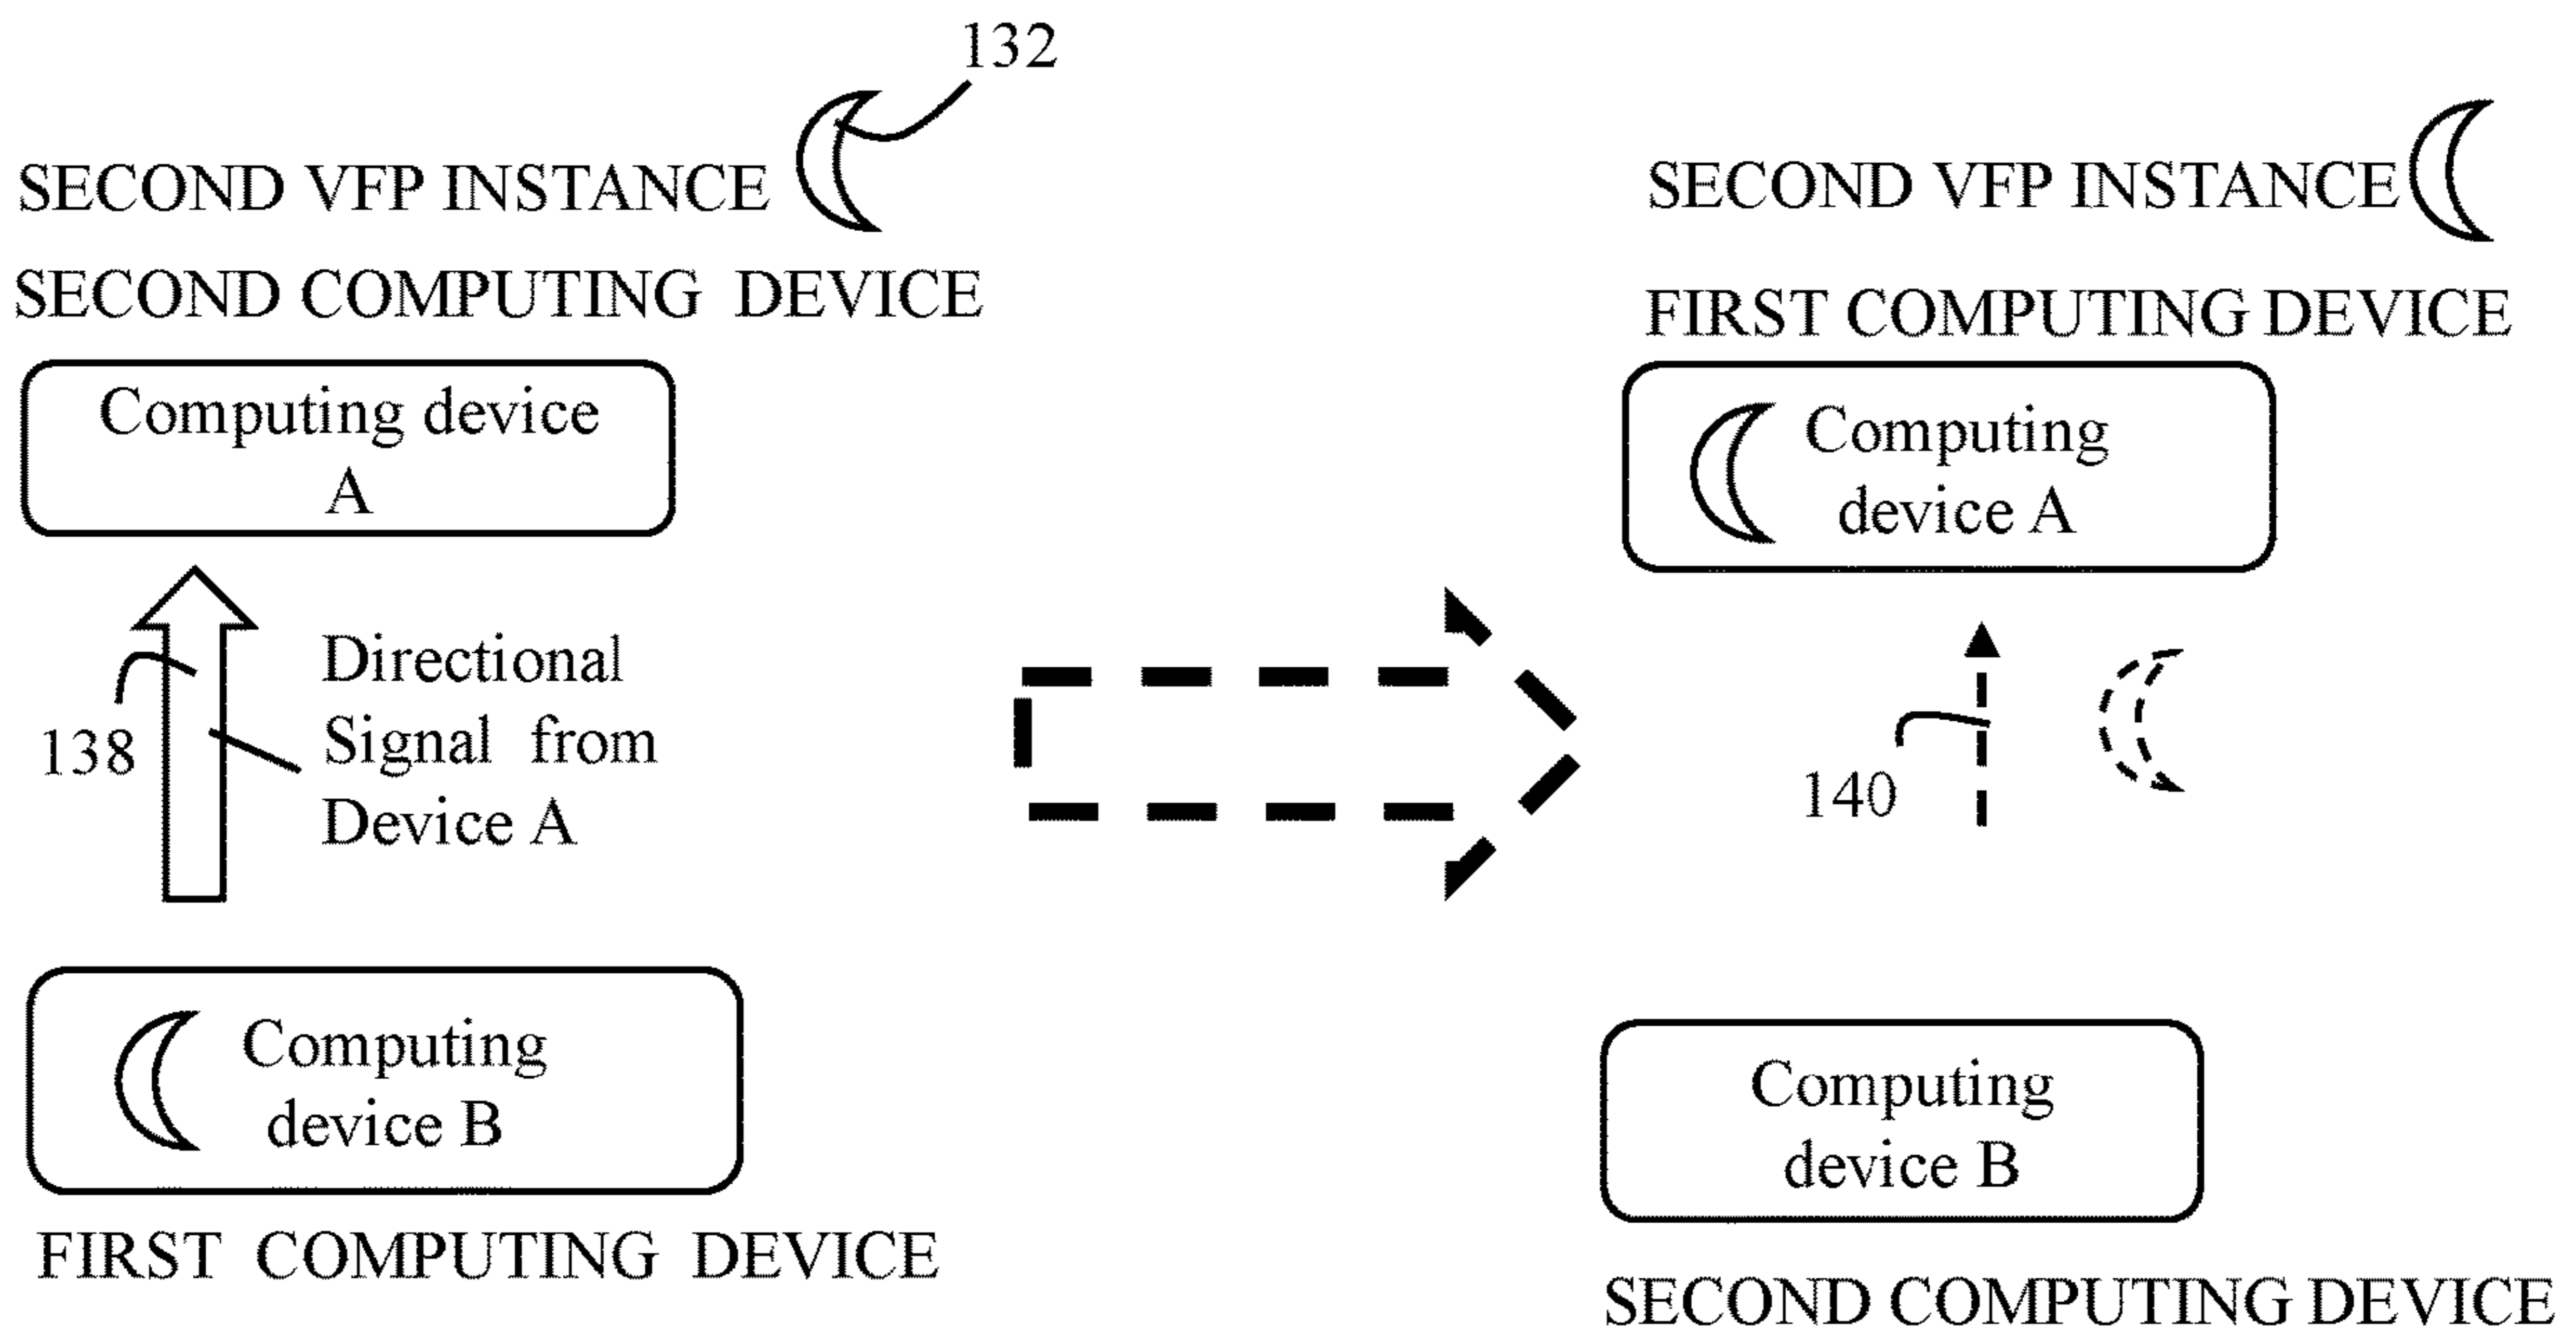 132
SECOND VFP INSTANCE
SECOND COMPUTING DEVICE
Computing device
A
Directional
Signal from
Device A
138
Computing
device B
FIRST COMPUTING DEVICE
SECOND VFP INSTANCE
FIRST COMPUTING DEVICE
Computing
device A
140
Computing
device B
SECOND COMPUTING DEVICE